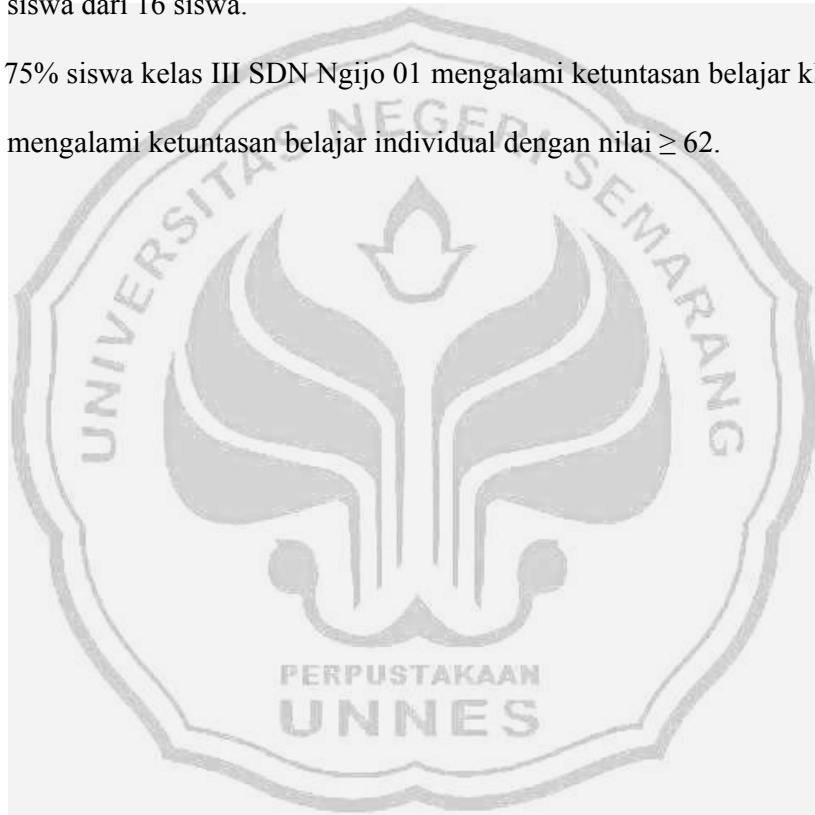 siswa dari 16 siswa.
75% siswa kelas III SDN Ngijo 01 mengalami ketuntasan belajar
mengalami ketuntasan belajar individual dengan nilai ≥ 62.
UNIVERSITAS NEGERI SEMARANG
PERPUSTAKAAN
UNNES